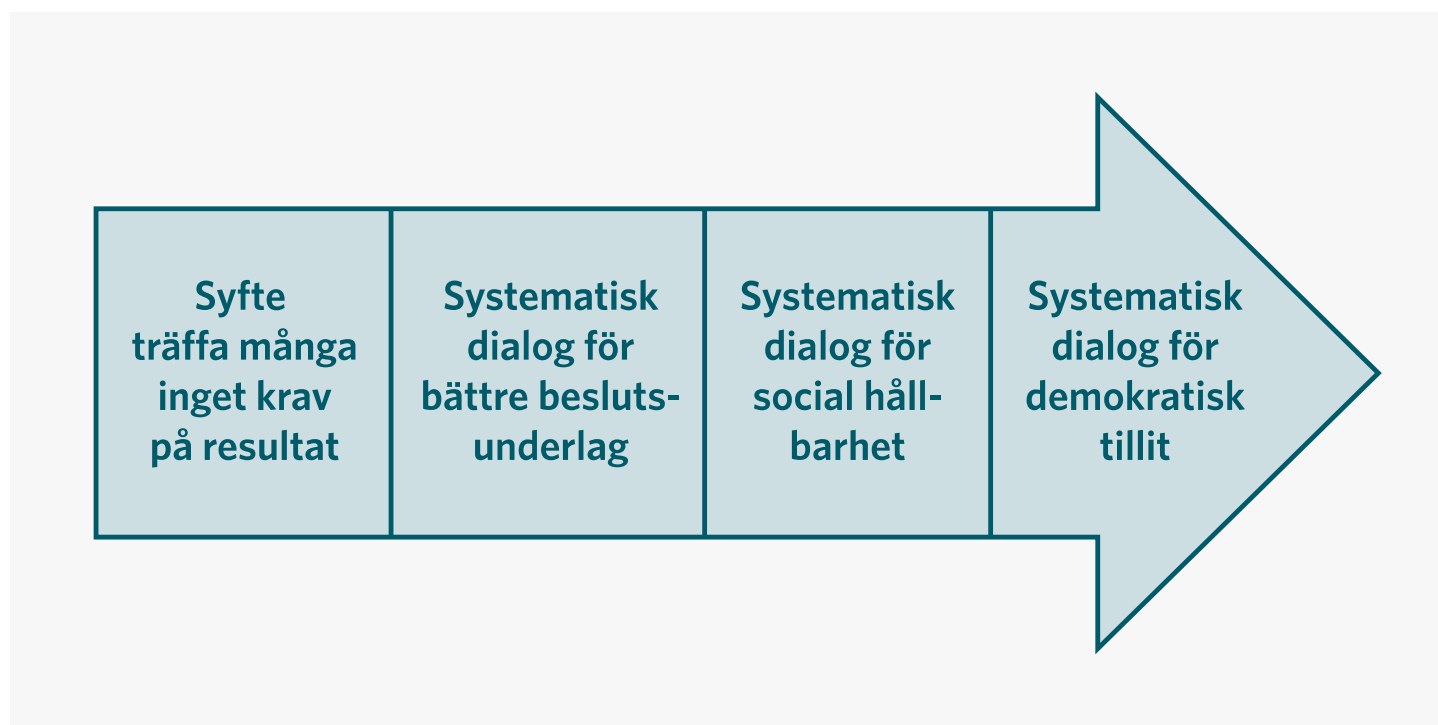 Syfte
träffa många
inget krav
på resultat
Systematisk
dialog för
bättre besluts-
underlag
Systematisk
dialog för
social håll-
barhet
Systematisk
dialog för
demokratisk
tillit